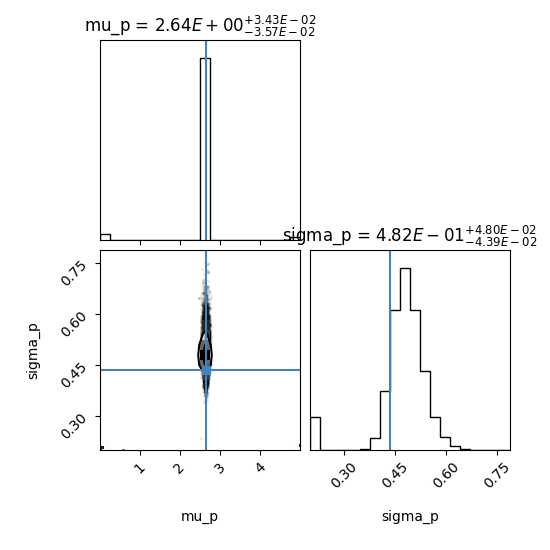 mu_p = 2.64E+00 +3.43E−02 −3.57E−02
sigma_p = 4.82E−01 +4.80E−02 −4.39E−02
0.75
0.60
0.45
0.30
sigma_p
1 2 3 4
0.30 0.45 0.60 0.75
mu_p
sigma_p